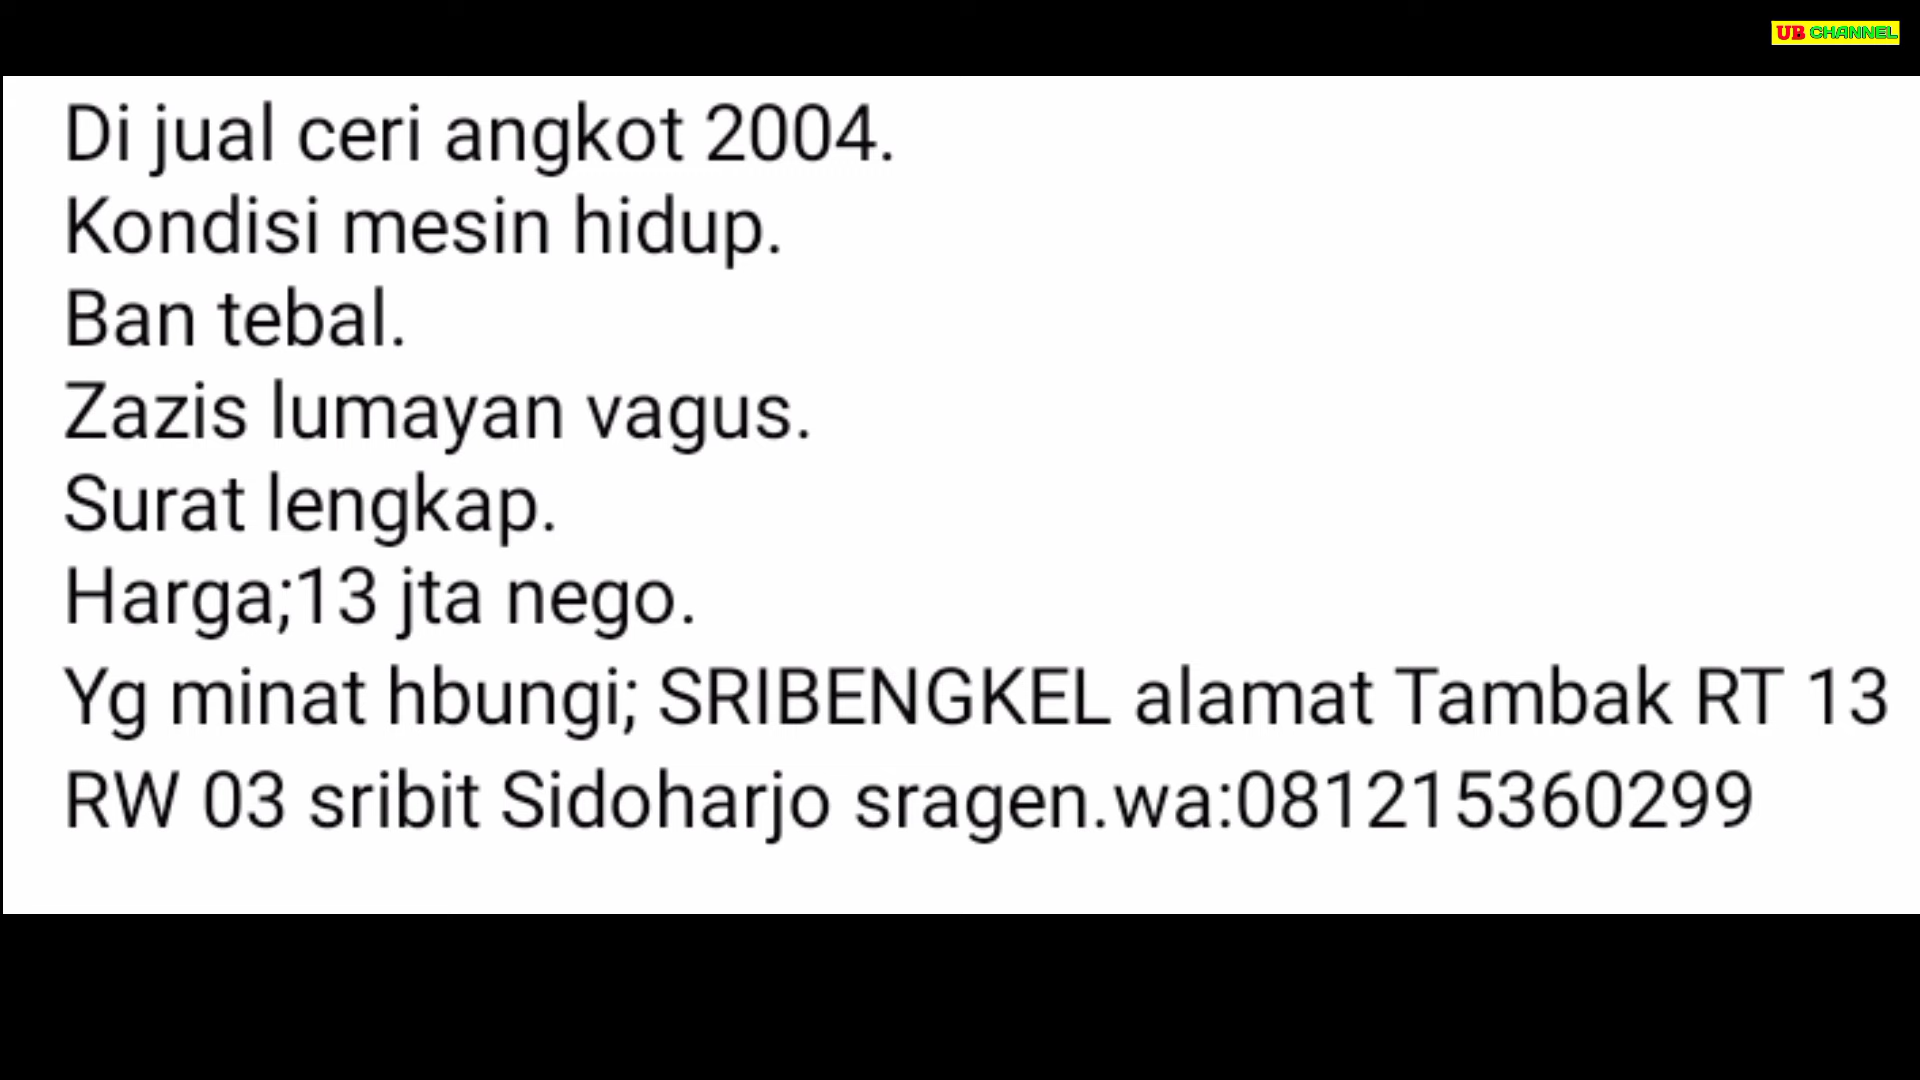 UB CHANNEL
Di jual ceri angkot 2004.
Kondisi mesin hidup.
Ban tebal.
Zazis lumayan vagus.
Surat lengkap.
Harga;13 jta nego.
Yg minat hbungi; SRIBENGKEL alamat Tambak RT 13
RW 03 sribit Sidoharjo sragen.wa:081215360299